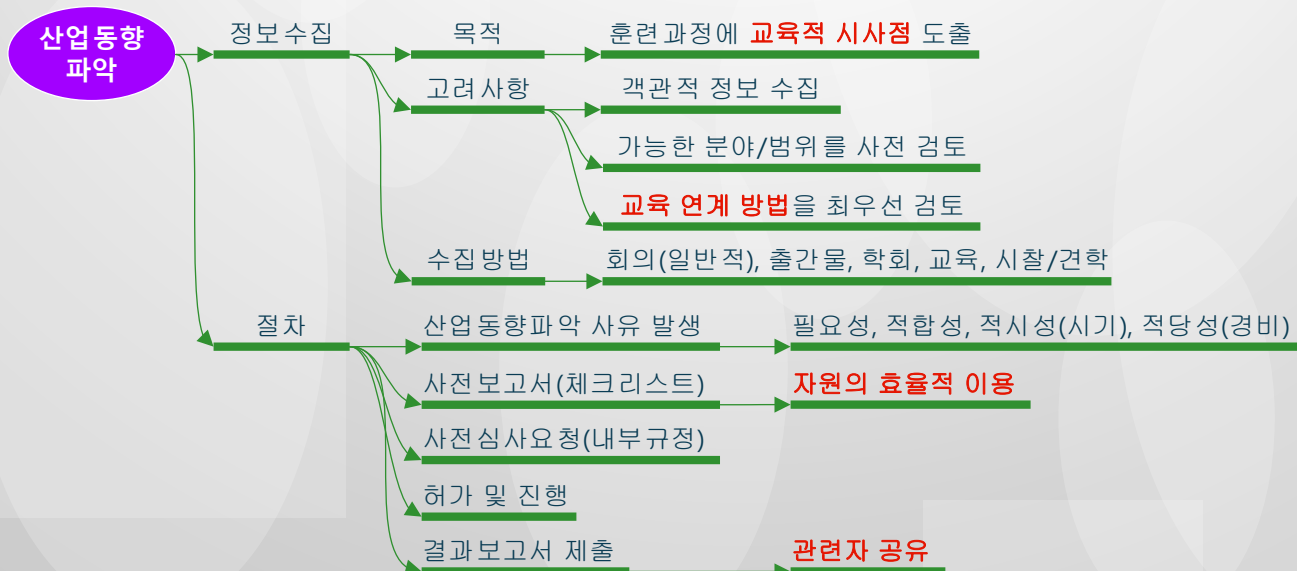 산업동향
파악
정보수집
목적
훈련과정에 교육적 시사점 도출
고려사항
객관적 정보 수집
가능한 분야/범위를 사전 검토
교육 연계 방법을 최우선 검토
수집방법
회의(일반적), 출간물, 학회, 교육, 시찰/견학
절차
산업동향파악 사유 발생
필요성, 적합성, 적시성(시기), 적당성(경비)
사전보고서(체크리스트)
자원의 효율적 이용
사전심사요청(내부규정)
허가 및 진행
결과보고서 제출
관련자 공유